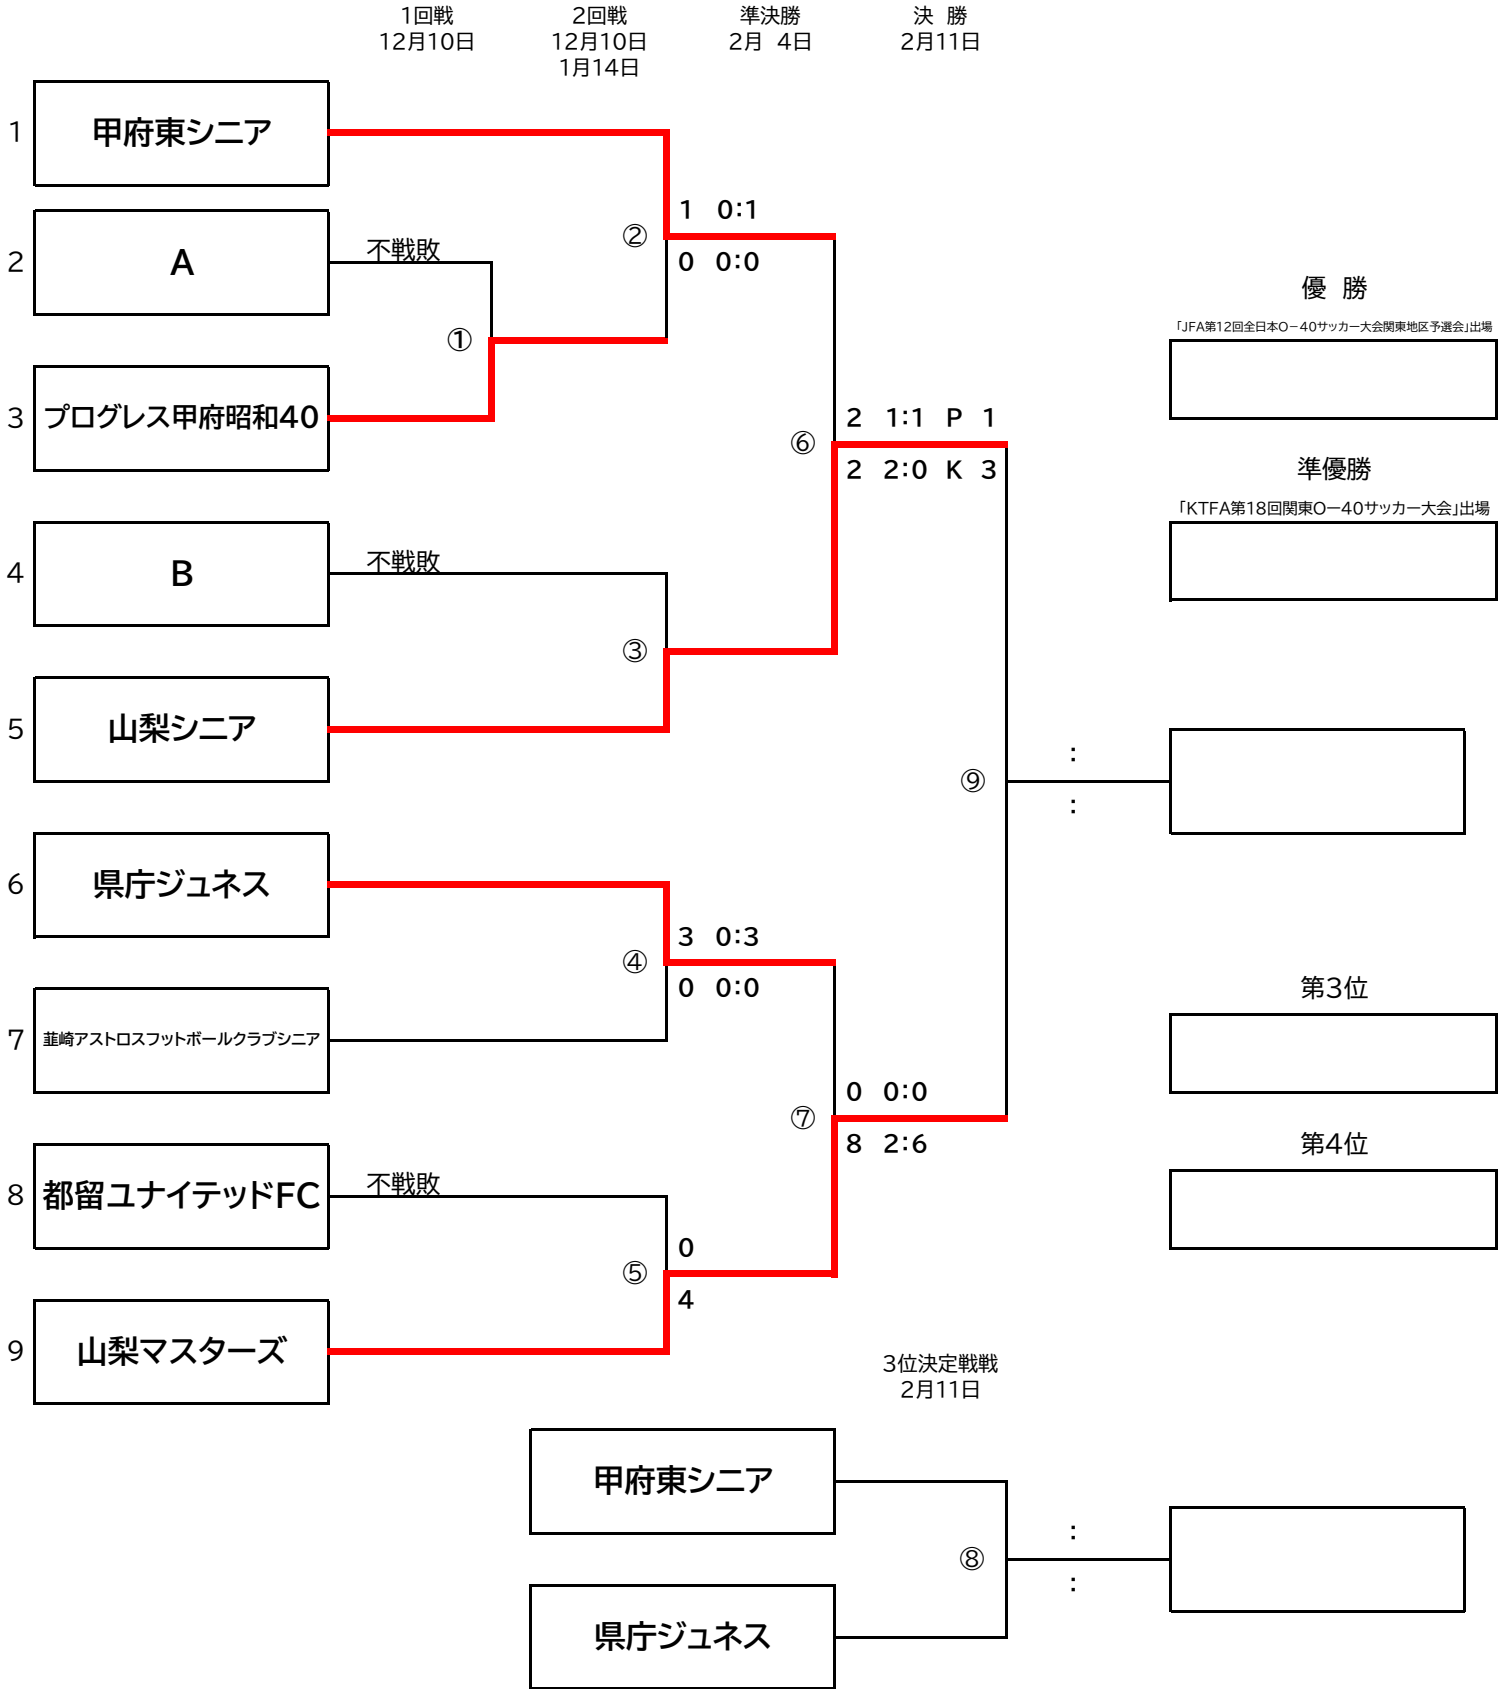 1回戦
12月10日
2回戦
12月10日
1月14日
準決勝
2月 4日
決 勝
2月11日
1 甲府東シニア
1 0:1
②
0 0:0
2 A
不戦敗
①
3 プログレス甲府昭和40
優 勝
「JFA第12回全日本O－40サッカー大会関東地区予選会」出場
2 1:1 P 1
⑥
2 2:0 K 3
準優勝
「KTFA第18回関東O－40サッカー大会」出場
4 B
不戦敗
③
5 山梨シニア
:
⑨
:
6 県庁ジュネス
3 0:3
④
0 0:0
第3位
7 韮崎アストロスフットボールクラブシニア
0 0:0
⑦
8 2:6
第4位
8 都留ユナイテッドFC
不戦敗
0
⑤
4
9 山梨マスターズ
3位決定戦戦
2月11日
甲府東シニア
:
⑧
:
県庁ジュネス